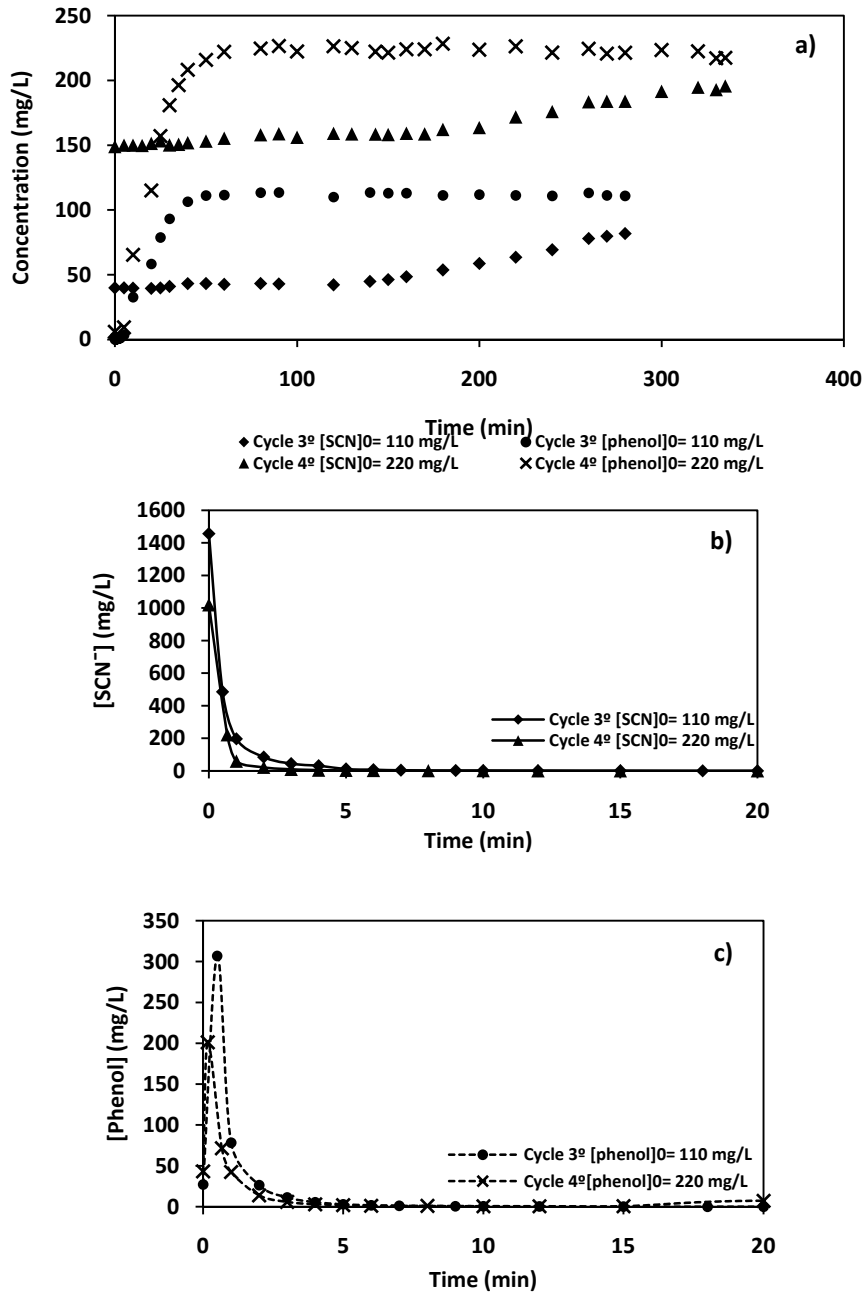 a)
Concentration (mg/L)
250
200
150
100
50
0
0 100 200 300 400
Time (min)
Cycle 3º [SCN]0= 110 mg/L Cycle 3º [phenol]0= 110 mg/L
Cycle 4º [SCN]0= 220 mg/L Cycle 4º [phenol]0= 220 mg/L
b)
[SCN⁻] (mg/L)
1600
1400
1200
1000
800
600
400
200
0
Cycle 3º [SCN]0= 110 mg/L
Cycle 4º [SCN]0= 220 mg/L
0 5 10 15 20
Time (min)
c)
[Phenol] (mg/L)
350
300
250
200
150
100
50
0
Cycle 3º [phenol]0= 110 mg/L
Cycle 4º[phenol]0= 220 mg/L
0 5 10 15 20
Time (min)